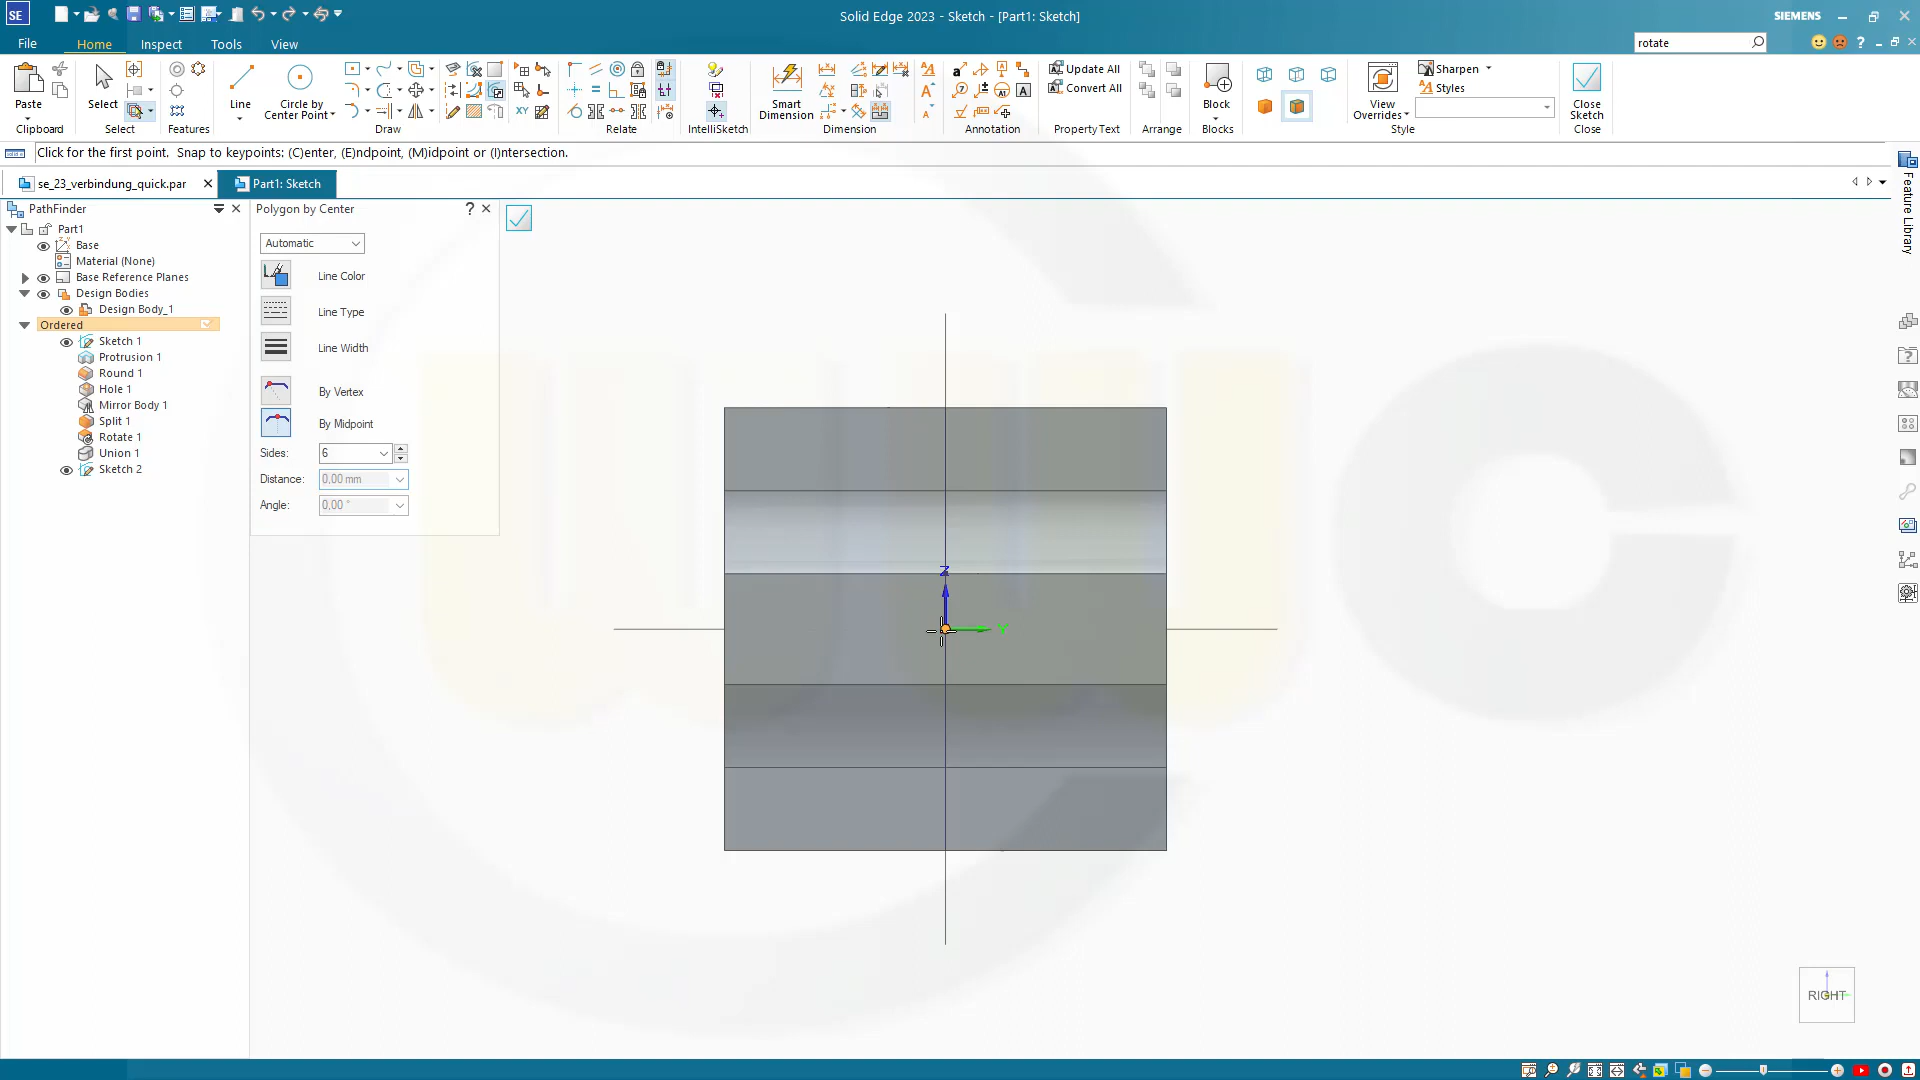 SE
Solid Edge 2023 - Sketch - [Part1: Sketch]
SIEMENS
File
Home
Inspect
Tools
View
rotate
Paste
Clipboard
Select
Select
Features
Line
Circle by
Center Point
Draw
Relate
IntelliSketch
Smart
Dimension
Dimension
Annotation
Update All
Convert All
PropertyText
Arrange
Block
Blocks
View
Overrides
Sharpen
Styles
Style
Close
Sketch
Close
Click for the first point. Snap to keypoints: (C)enter, (E)ndpoint, (M)idpoint or (I)ntersection.
se_23_verbindung_quick.par
Part1: Sketch
PathFinder
Part1
Base
Material (None)
Base Reference Planes
Design Bodies
Design Body_1
Ordered
Sketch 1
Protrusion 1
Round 1
Hole 1
Mirror Body 1
Split 1
Rotate 1
Union 1
Sketch 2
Polygon by Center
Automatic
Line Color
Line Type
Line Width
By Vertex
By Midpoint
Sides: 6
Distance: 0,00 mm
Angle: 0,00 °
Z
Y
Feature Library
RIGHT